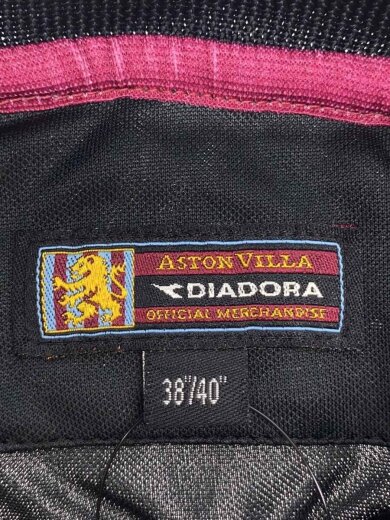 ASTON VILLA
DIADORA
OFFICIAL MERCHANDISE
38"/40"